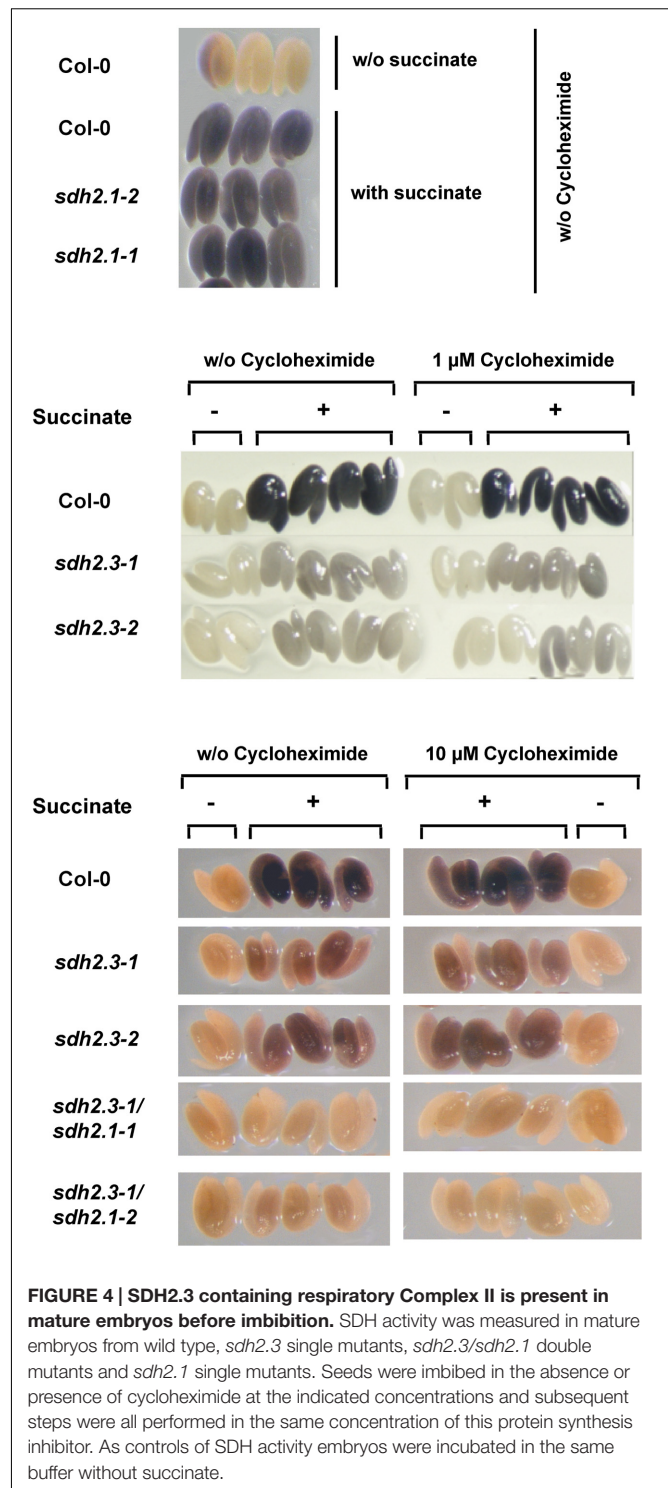 Col-0
w/o succinate
Col-0
sdh2.1-2
with succinate
sdh2.1-1
w/o Cycloheximide
w/o Cycloheximide 1 µM Cycloheximide
Succinate - + - +
Col-0
sdh2.3-1
sdh2.3-2
w/o Cycloheximide 10 µM Cycloheximide
Succinate - + + -
Col-0
sdh2.3-1
sdh2.3-2
sdh2.3-1/
sdh2.1-1
sdh2.3-1/
sdh2.1-2
FIGURE 4 | SDH2.3 containing respiratory Complex II is present in
mature embryos before imbibition. SDH activity was measured in mature
embryos from wild type, sdh2.3 single mutants, sdh2.3/sdh2.1 double
mutants and sdh2.1 single mutants. Seeds were imbibed in the absence or
presence of cycloheximide at the indicated concentrations and subsequent
steps were all performed in the same concentration of this protein synthesis
inhibitor. As controls of SDH activity embryos were incubated in the same
buffer without succinate.